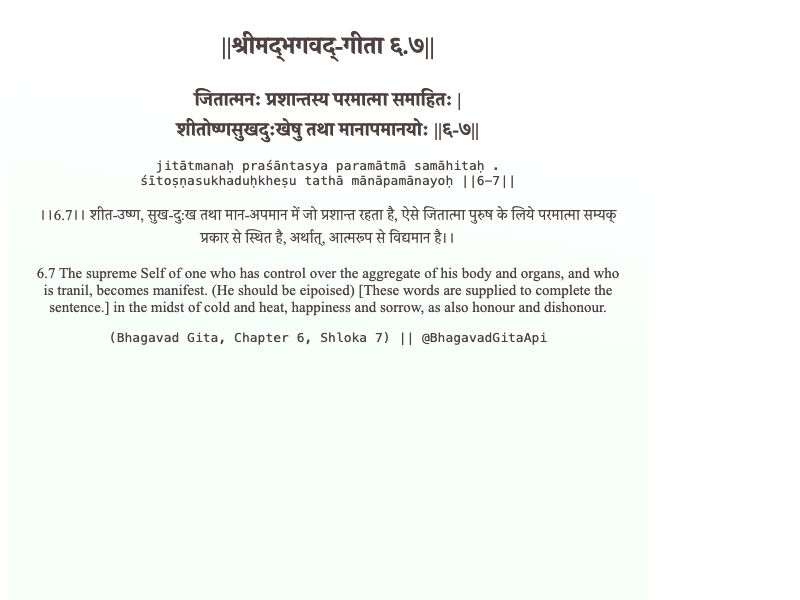 ||श्रीमद्‍भगवद्‍-गीता ६.७||
जितात्मनः प्रशान्तस्य परमात्मा समाहितः |
शीतोष्णसुखदुःखेषु तथा मानापमानयोः ||६-७||
jitātmanaḥ praśāntasya paramātmā samāhitaḥ .
śītoṣṇasukhaduḥkheṣu tathā mānāpamānayoḥ ||6-7||
।।6.7।। शीत-उष्ण, सुख-दु:ख तथा मान-अपमान में जो प्रशान्त रहता है, ऐसे जितात्मा पुरुष के लिये परमात्मा सम्यक्
प्रकार से स्थित है, अर्थात्, आत्मरूप से विद्यमान है।।
6.7 The supreme Self of one who has control over the aggregate of his body and organs, and who
is tranil, becomes manifest. (He should be eipoised) [These words are supplied to complete the
sentence.] in the midst of cold and heat, happiness and sorrow, as also honour and dishonour.
(Bhagavad Gita, Chapter 6, Shloka 7) || @BhagavadGitaApi